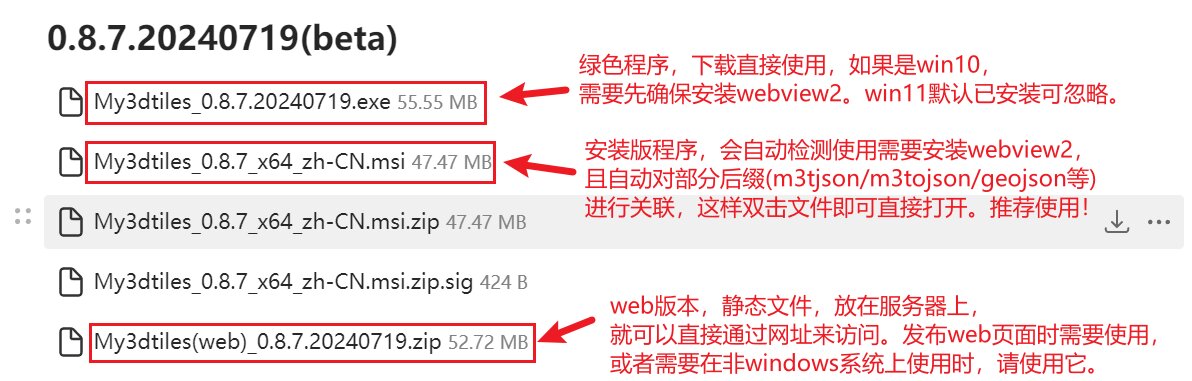 0.8.7.20240719(beta)
My3dtiles_0.8.7.20240719.exe 55.55 MB
绿色程序，下载直接使用，如果是win10，
需要先确保安装webview2。win11默认已安装可忽略。
My3dtiles_0.8.7_x64_zh-CN.msi 47.47 MB
安装版程序，会自动检测使用需要安装webview2，
且自动对部分后缀(m3tjson/m3tojson/geojson等)
进行关联，这样双击文件即可直接打开。推荐使用！
My3dtiles_0.8.7_x64_zh-CN.msi.zip 47.47 MB
My3dtiles_0.8.7_x64_zh-CN.msi.zip.sig 424 B
My3dtiles(web)_0.8.7.20240719.zip 52.72 MB
web版本，静态文件，放在服务器上，
就可以直接通过网址来访问。发布web页面时需要使用，
或者需要在非windows系统上使用时，请使用它。